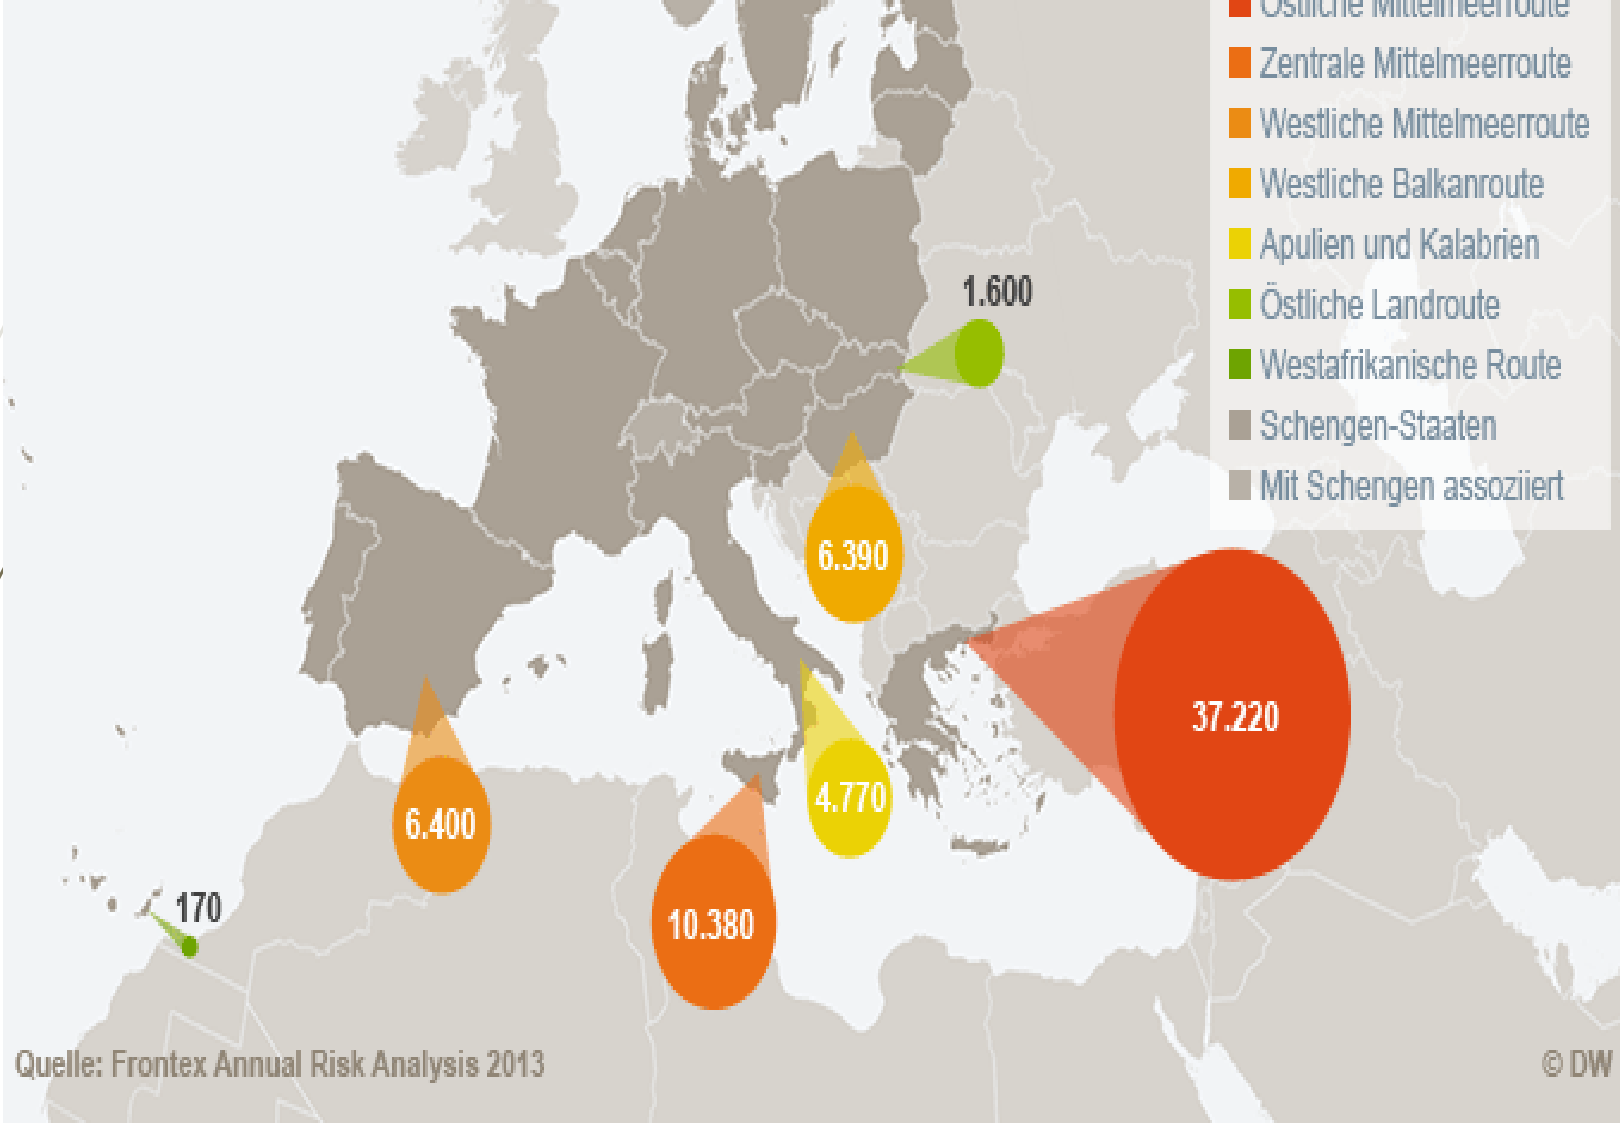 Östliche Mittelmeerroute
Zentrale Mittelmeerroute
Westliche Mittelmeerroute
Westliche Balkanroute
Apulien und Kalabrien
Östliche Landroute
Westafrikanische Route
Schengen-Staaten
Mit Schengen assoziiert
1.600
6.390
37.220
4.770
6.400
10.380
170
Quelle: Frontex Annual Risk Analysis 2013
© DW